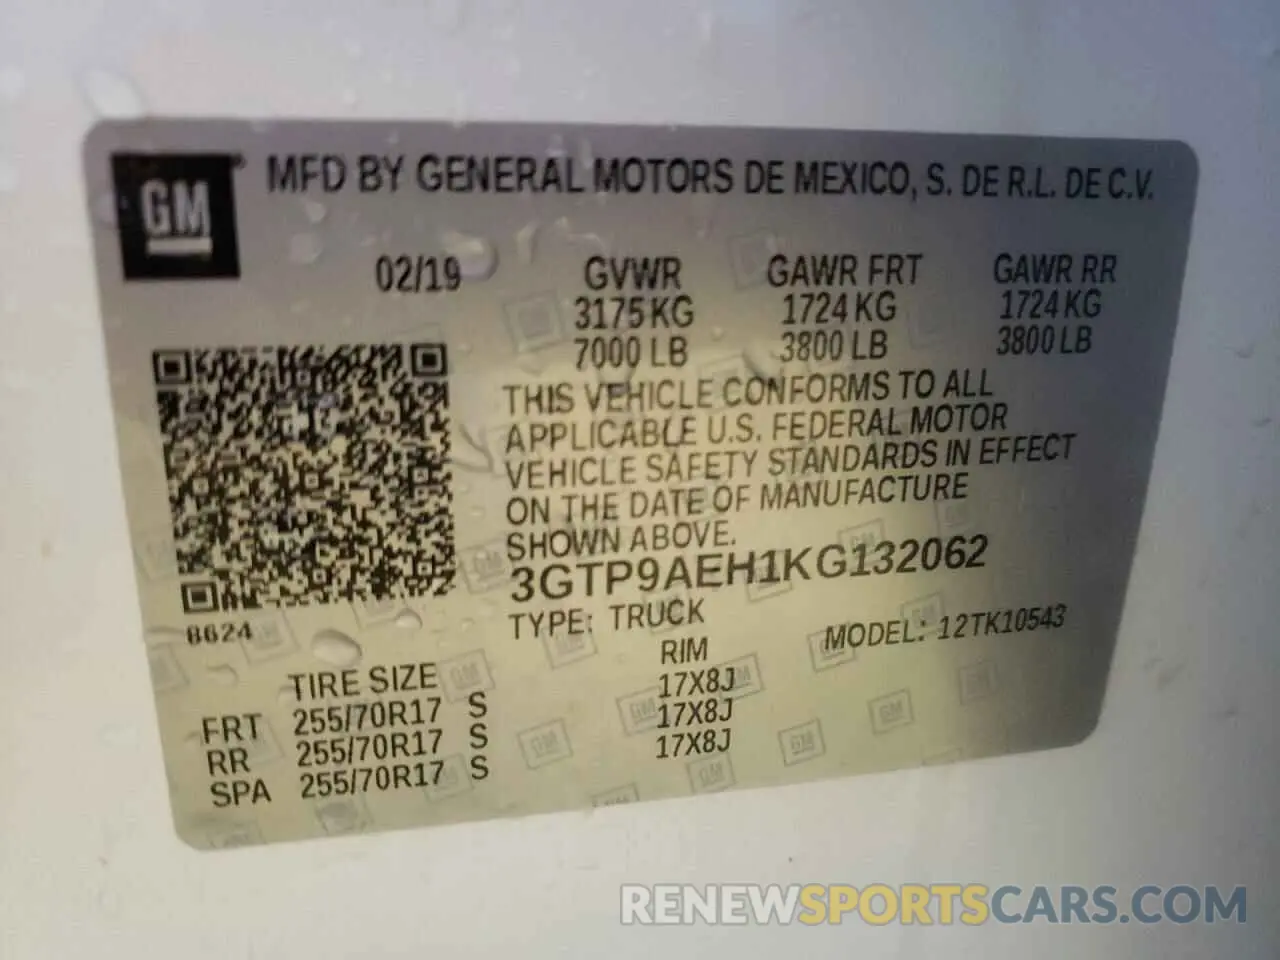 GM ® MFD BY GENERAL MOTORS DE MEXICO, S. DE R.L. DE C.V.
02/19 GVWR GAWR FRT GAWR RR
3175 KG 1724 KG 1724 KG
7000 LB 3800 LB 3800 LB
THIS VEHICLE CONFORMS TO ALL
APPLICABLE U.S. FEDERAL MOTOR
VEHICLE SAFETY STANDARDS IN EFFECT
ON THE DATE OF MANUFACTURE
SHOWN ABOVE.
3GTP9AEH1KG132062
8624 TYPE: TRUCK MODEL: 12TK10543
TIRE SIZE RIM
FRT 255/70R17 S 17X8J
RR 255/70R17 S 17X8J
SPA 255/70R17 S 17X8J
RENEWSPORTSCARS.COM